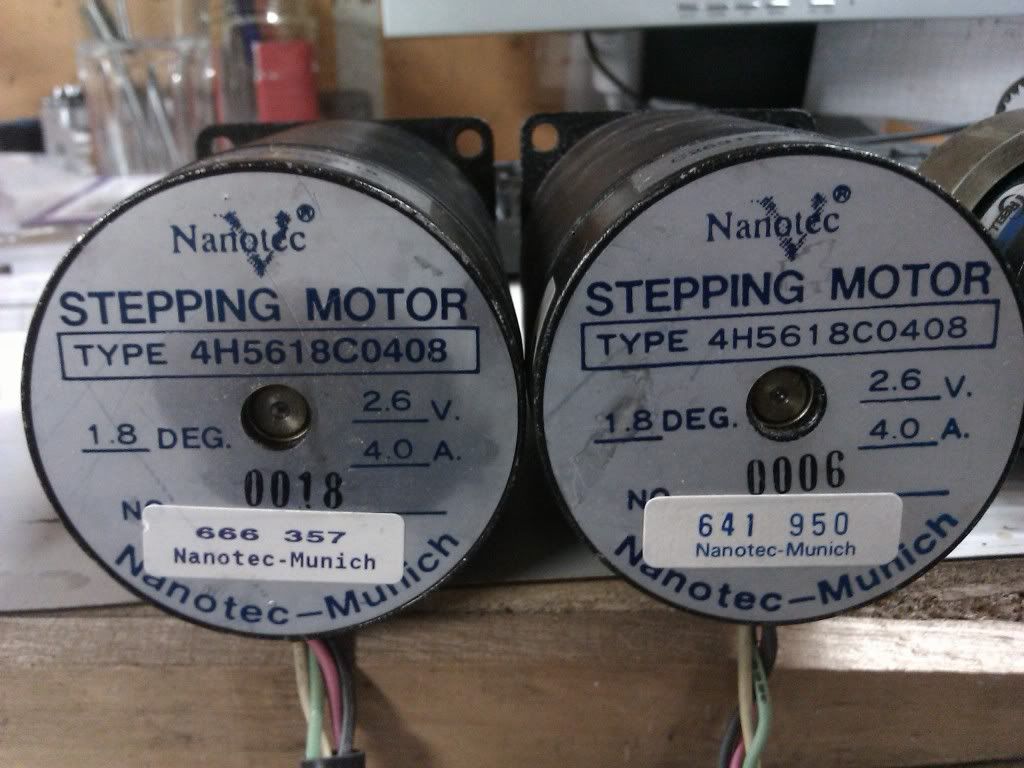 Nanotec®
STEPPING MOTOR
TYPE 4H5618C0408
1.8 DEG.
2.6 V.
4.0 A.
0018
NO
666 357
Nanotec-Munich
Nanotec-Munich
Nanotec®
STEPPING MOTOR
TYPE 4H5618C0408
1.8 DEG.
2.6 V.
4.0 A.
0006
NO
641 950
Nanotec-Munich
Nanotec-Munich